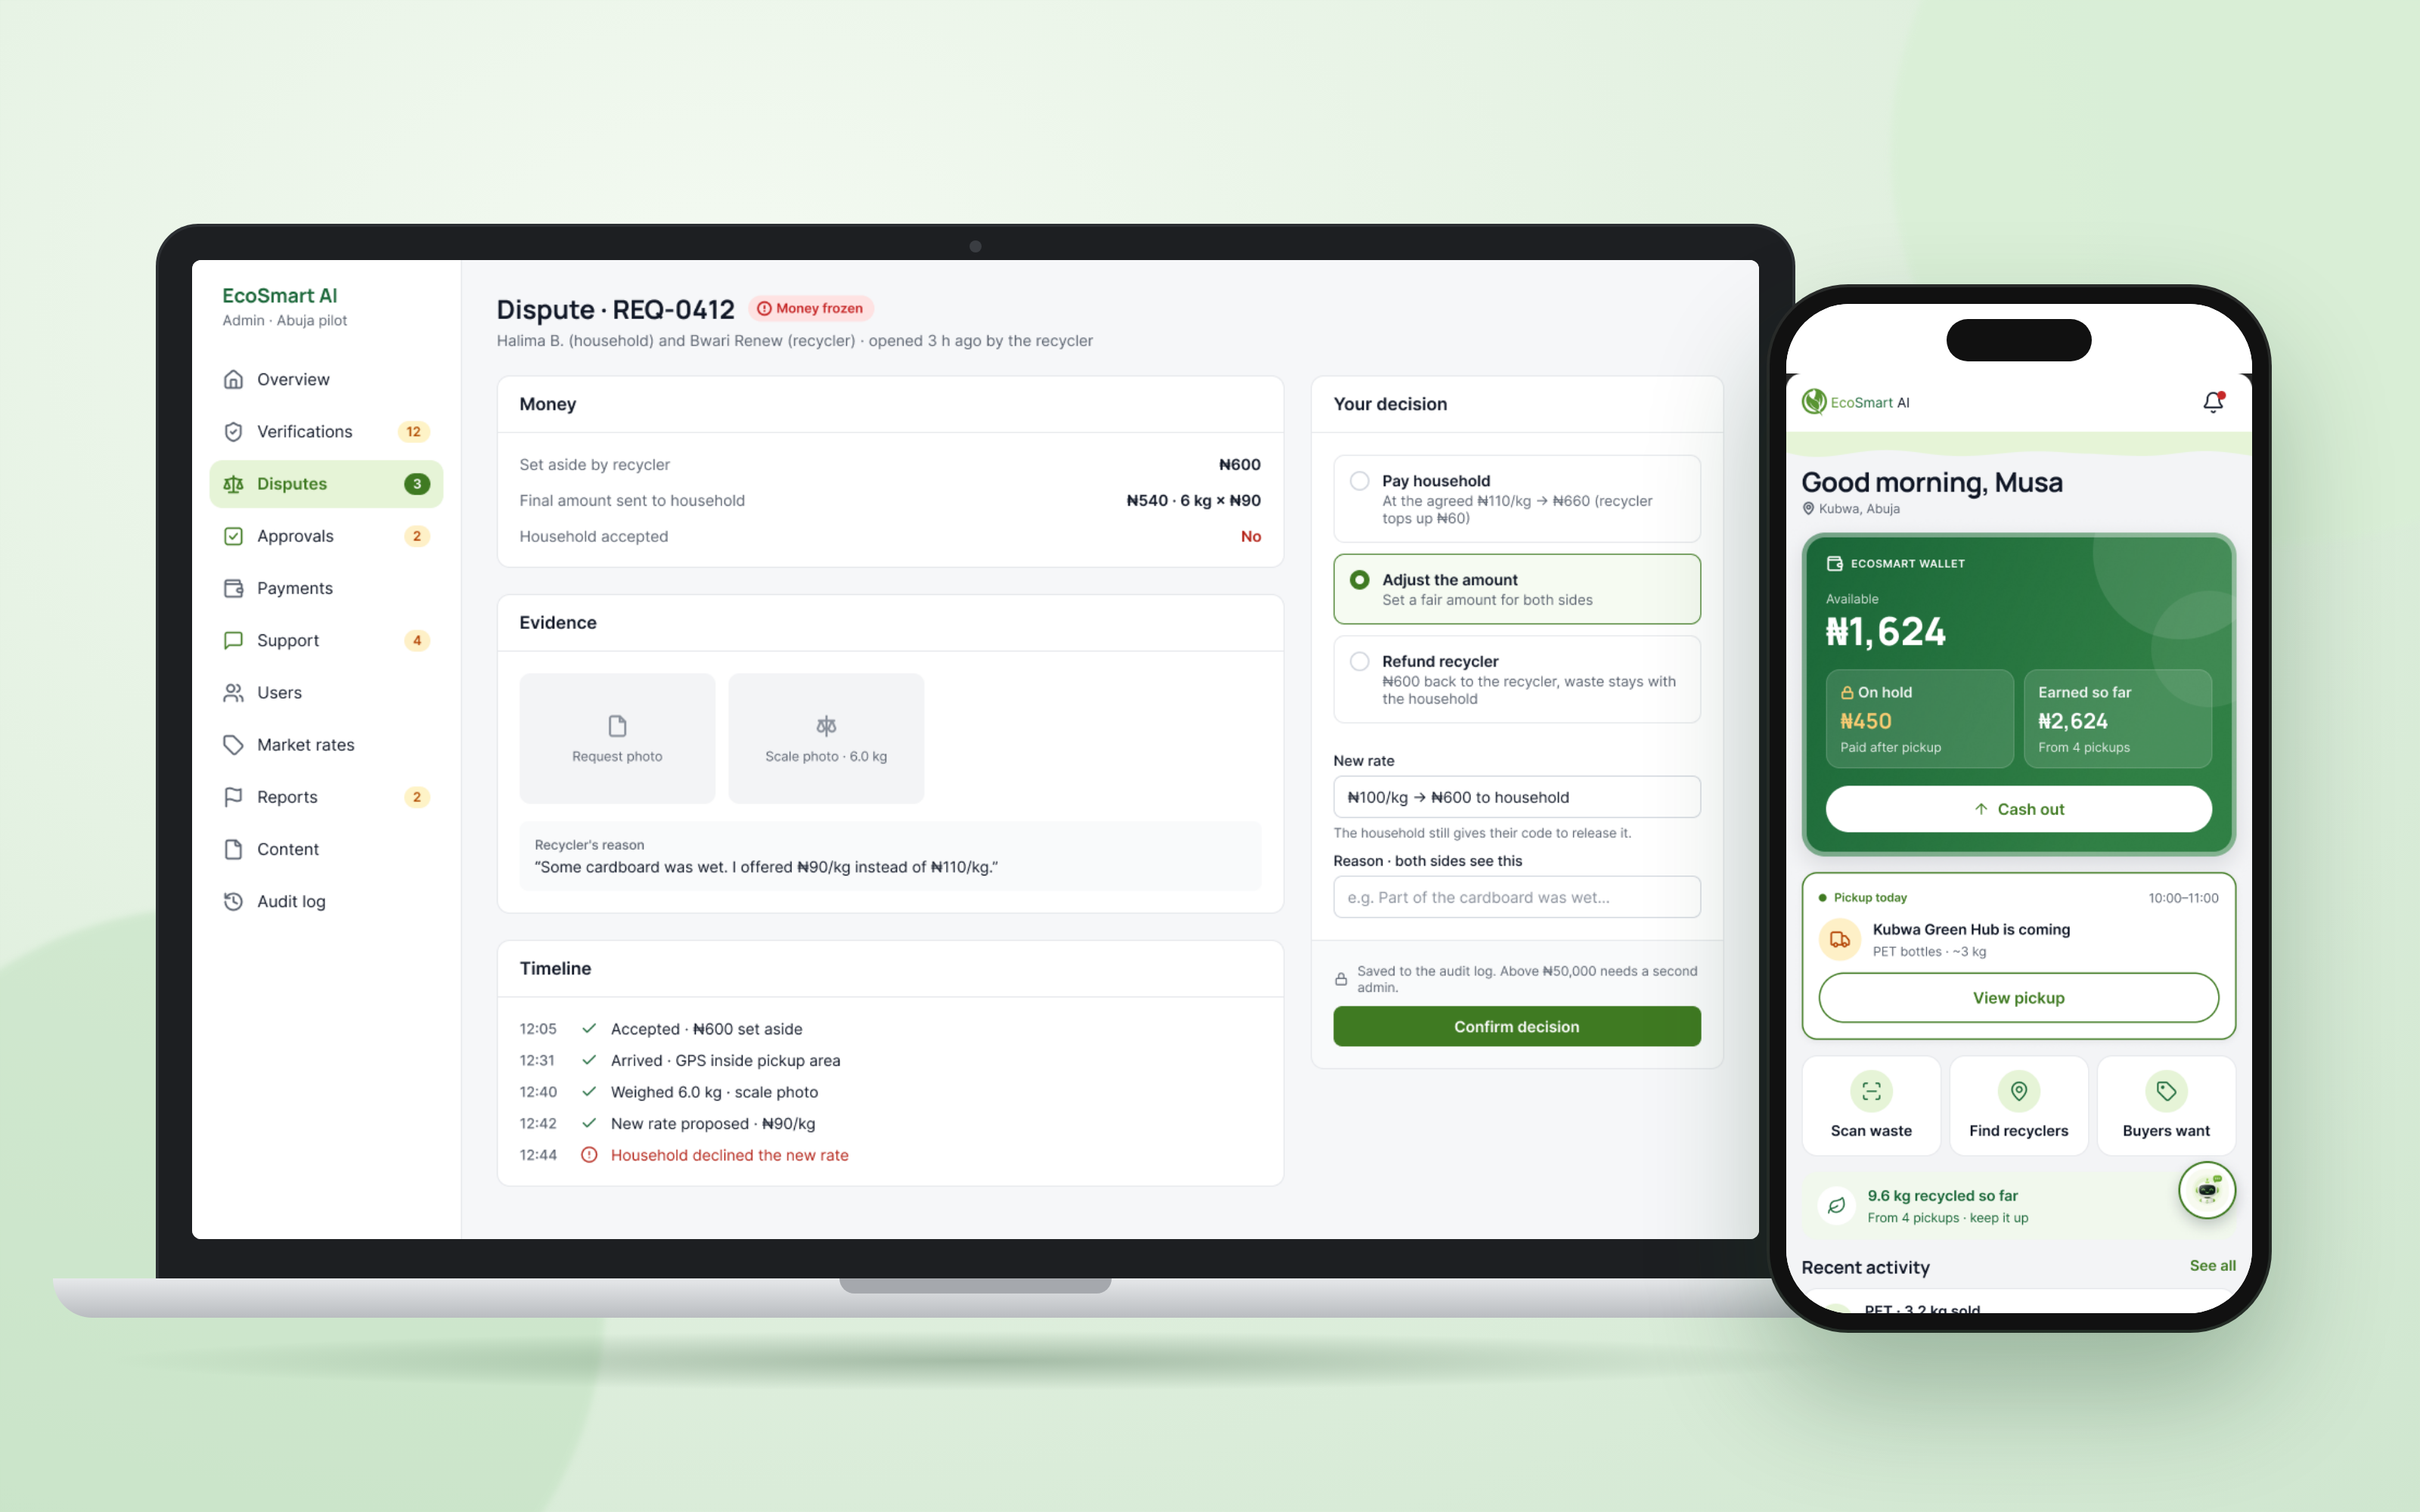 EcoSmart AI
Admin · Abuja pilot
Overview
Verifications 12
Disputes 3
Approvals 2
Payments
Support 4
Users
Market rates
Reports 2
Content
Audit log
Dispute · REQ-0412 Money frozen
Halima B. (household) and Bwari Renew (recycler) · opened 3 h ago by the recycler
Money
Set aside by recycler ₦600
Final amount sent to household ₦540 · 6 kg × ₦90
Household accepted No
Evidence
Request photo
Scale photo · 6.0 kg
Recycler's reason
“Some cardboard was wet. I offered ₦90/kg instead of ₦110/kg.”
Timeline
12:05 Accepted · ₦600 set aside
12:31 Arrived · GPS inside pickup area
12:40 Weighed 6.0 kg · scale photo
12:42 New rate proposed · ₦90/kg
12:44 Household declined the new rate
Your decision
Pay household
At the agreed ₦110/kg → ₦660 (recycler
tops up ₦60)
Adjust the amount
Set a fair amount for both sides
Refund recycler
₦600 back to the recycler, waste stays with
the household
New rate
₦100/kg → ₦600 to household
The household still gives their code to release it.
Reason · both sides see this
e.g. Part of the cardboard was wet...
Saved to the audit log. Above ₦50,000 needs a second
admin.
Confirm decision
EcoSmart AI
Good morning, Musa
Kubwa, Abuja
ECOSMART WALLET
Available
₦1,624
On hold
₦450
Paid after pickup
Earned so far
₦2,624
From 4 pickups
↑ Cash out
Pickup today 10:00–11:00
Kubwa Green Hub is coming
PET bottles · ~3 kg
View pickup
Scan waste
Find recyclers
Buyers want
9.6 kg recycled so far
From 4 pickups · keep it up
Recent activity See all
PET · 3.2 kg sold